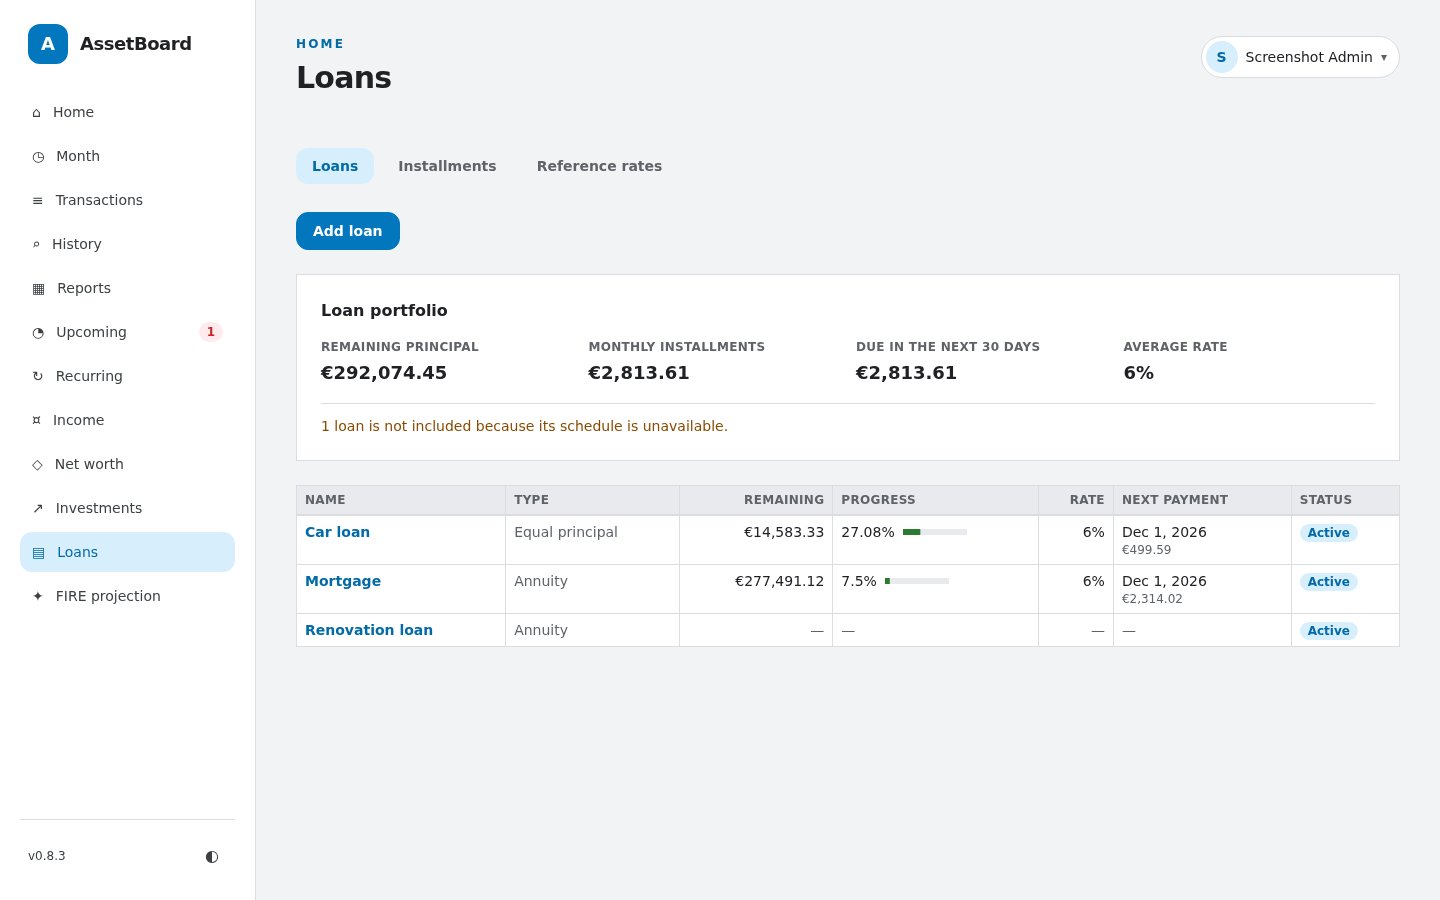 A AssetBoard
Home
Month
Transactions
History
Reports
Upcoming 1
Recurring
Income
Net worth
Investments
Loans
FIRE projection
v0.8.3
HOME
Loans
S Screenshot Admin
Loans Installments Reference rates
Add loan
Loan portfolio
REMAINING PRINCIPAL MONTHLY INSTALLMENTS DUE IN THE NEXT 30 DAYS AVERAGE RATE
€292,074.45 €2,813.61 €2,813.61 6%
1 loan is not included because its schedule is unavailable.
NAME TYPE REMAINING PROGRESS RATE NEXT PAYMENT STATUS
Car loan Equal principal €14,583.33 27.08% 6% Dec 1, 2026 Active
€499.59
Mortgage Annuity €277,491.12 7.5% 6% Dec 1, 2026 Active
€2,314.02
Renovation loan Annuity — — — — Active